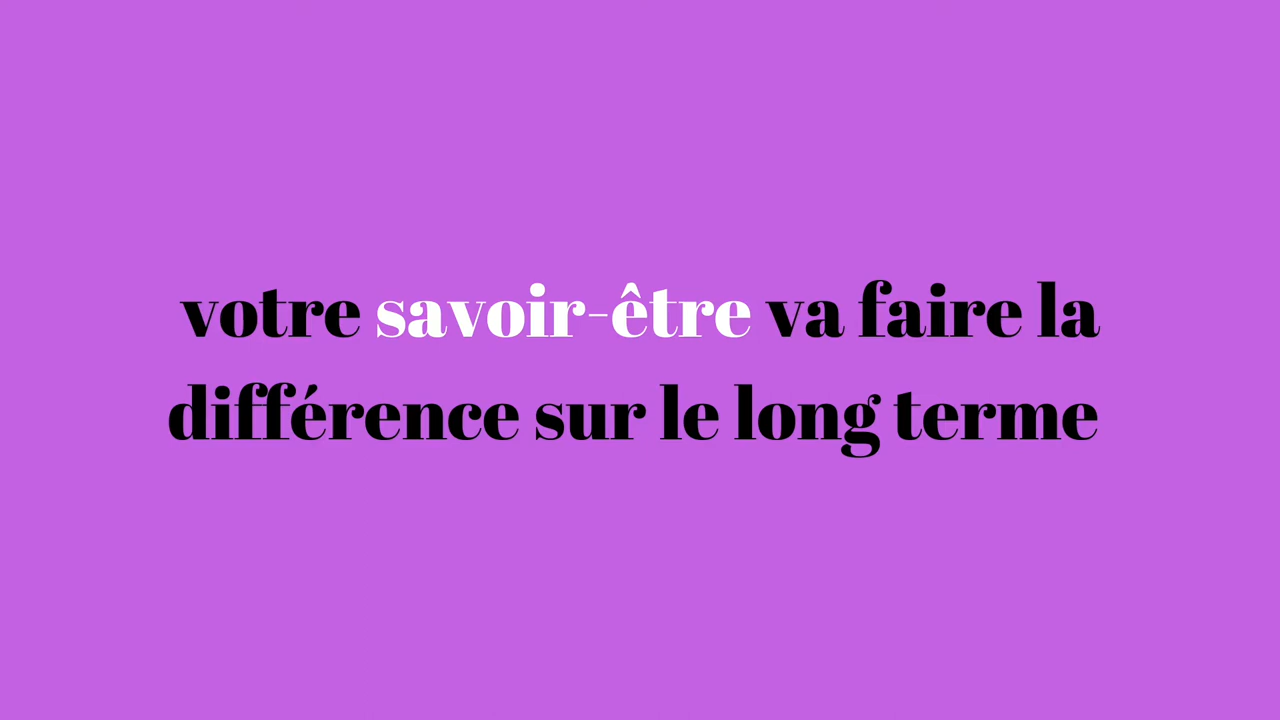 votre savoir-être va faire la
différence sur le long terme